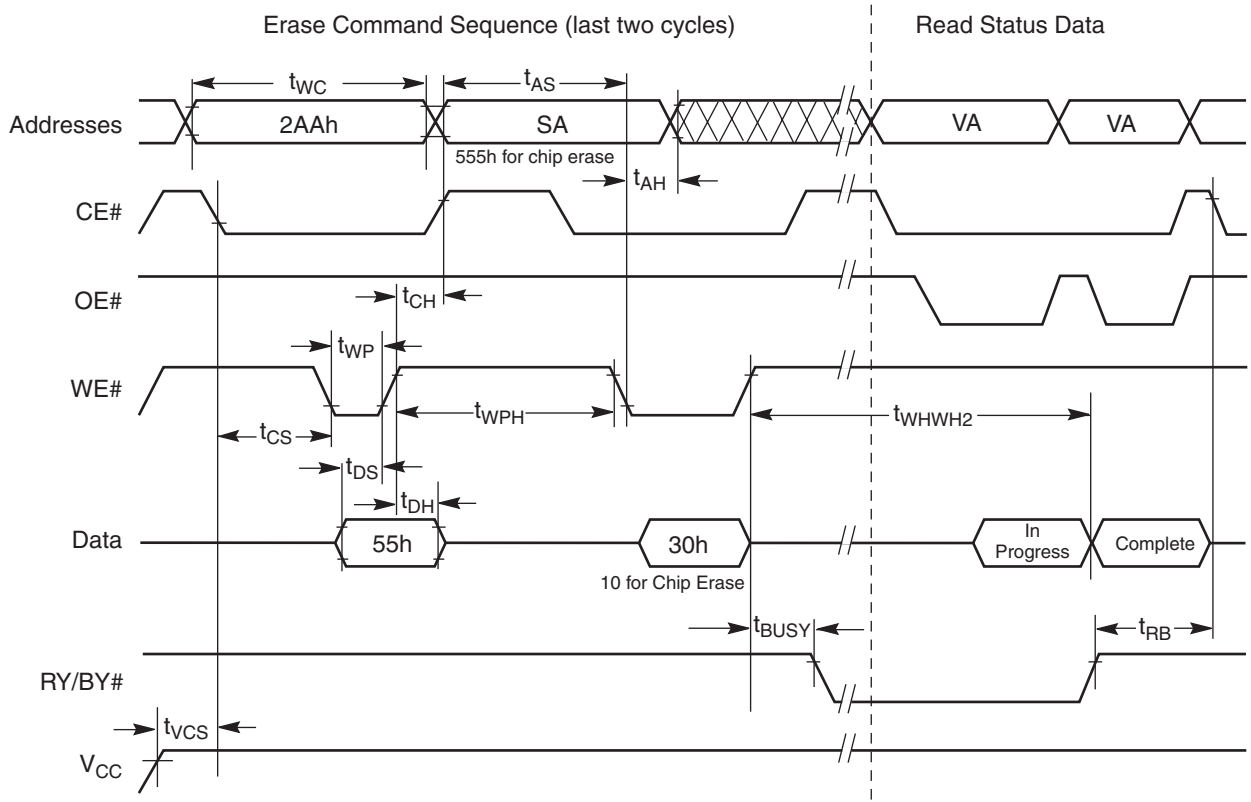 Erase Command Sequence (last two cycles)
Read Status Data
tWC
tAS
Addresses
2AAh
SA
VA
VA
555h for chip erase
tAH
CE#
OE#
tCH
tWP
WE#
tWPH
tWHWH2
tCS
tDS
tDH
Data
55h
30h
In
Progress
Complete
10 for Chip Erase
tBUSY
tRB
RY/BY#
tVCS
VCC